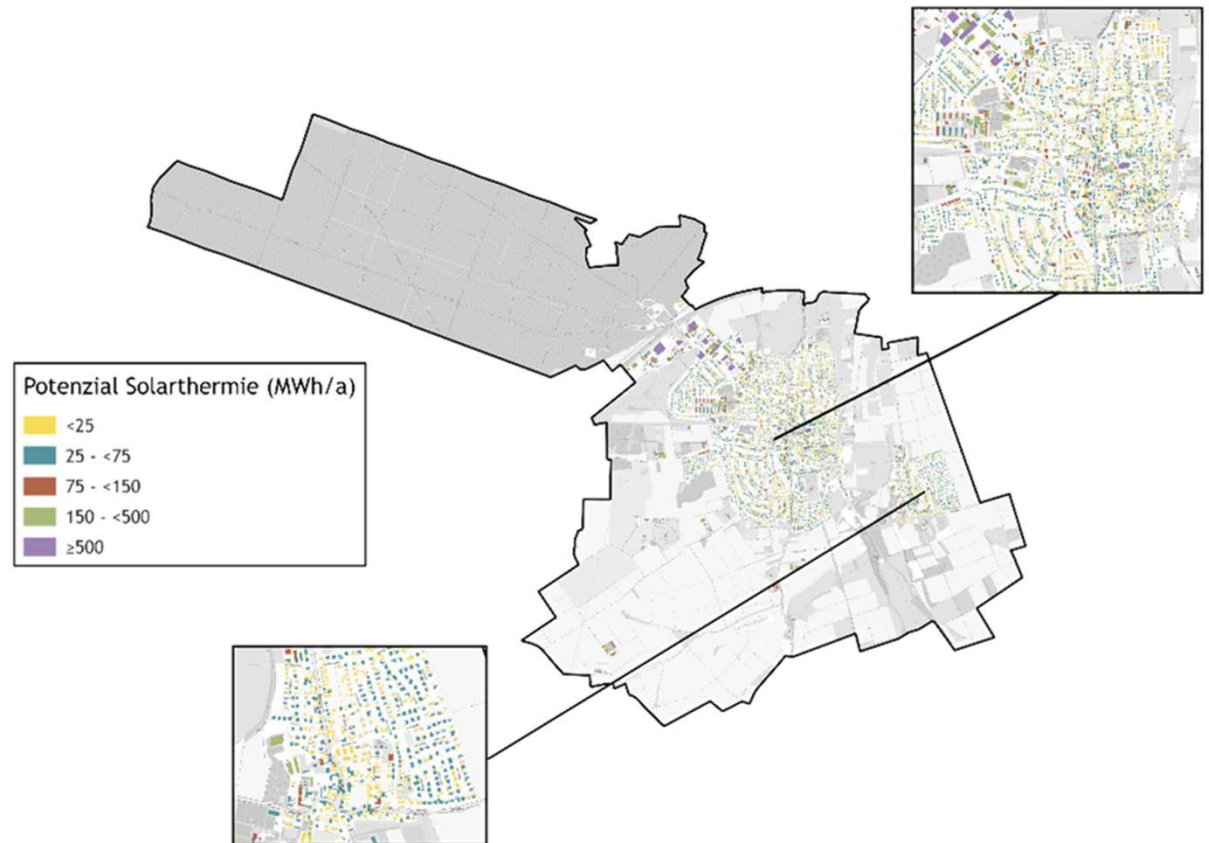 Potenzial Solarthermie (MWh/a)
<25
25 - <75
75 - <150
150 - <500
≥500